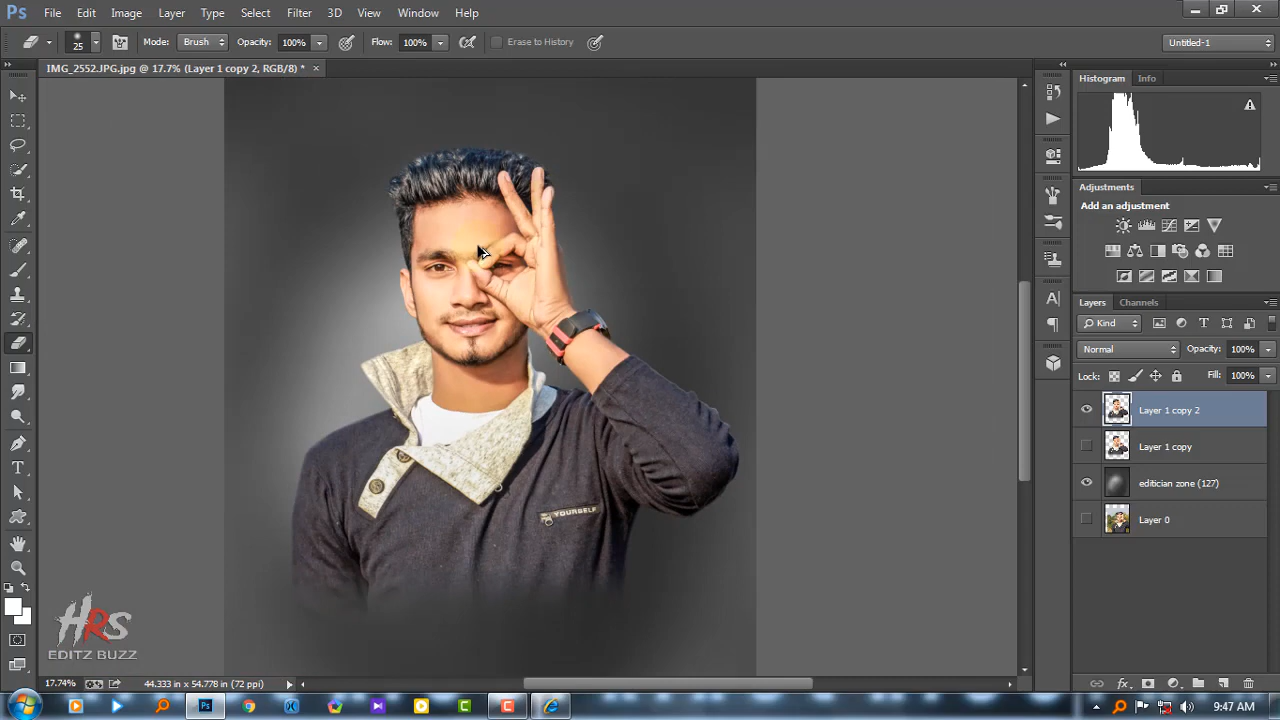 Ps File Edit Image Layer Type Select Filter 3D View Window Help
25 Mode: Brush Opacity: 100% Flow: 100% Erase to History Untitled-1
IMG_2552.JPG.jpg @ 17.7% (Layer 1 copy 2, RGB/8) * ×
Histogram Info
Adjustments
Add an adjustment
Layers Channels
Kind
Normal Opacity: 100%
Lock: Fill: 100%
Layer 1 copy 2
Layer 1 copy
editician zone (127)
Layer 0
YOURSELF
HRS
EDITZ BUZZ
17.74% 44.333 in x 54.778 in (72 ppi)
9:47 AM